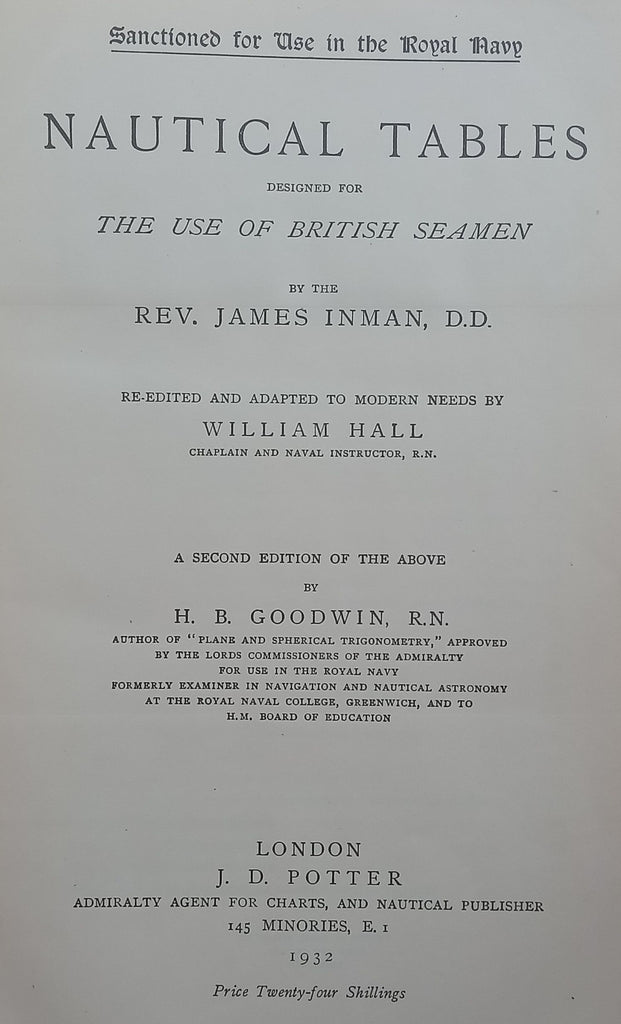 Sanctioned for Use in the Royal Navy
NAUTICAL TABLES
DESIGNED FOR
THE USE OF BRITISH SEAMEN
BY THE
REV. JAMES INMAN, D.D.
RE-EDITED AND ADAPTED TO MODERN NEEDS BY
WILLIAM HALL
CHAPLAIN AND NAVAL INSTRUCTOR, R.N.
A SECOND EDITION OF THE ABOVE
BY
H. B. GOODWIN, R.N.
AUTHOR OF "PLANE AND SPHERICAL TRIGONOMETRY," APPROVED
BY THE LORDS COMMISSIONERS OF THE ADMIRALTY
FOR USE IN THE ROYAL NAVY
FORMERLY EXAMINER IN NAVIGATION AND NAUTICAL ASTRONOMY
AT THE ROYAL NAVAL COLLEGE, GREENWICH, AND TO
H.M. BOARD OF EDUCATION
LONDON
J. D. POTTER
ADMIRALTY AGENT FOR CHARTS, AND NAUTICAL PUBLISHER
145 MINORIES, E. 1
1932
Price Twenty-four Shillings